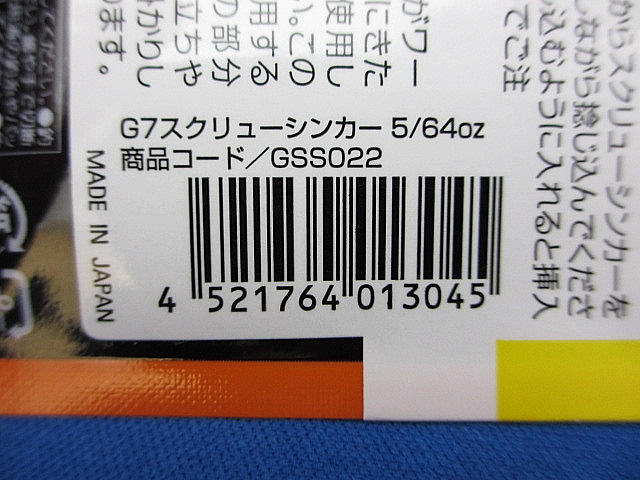 G7スクリューシンカー 5/64oz
商品コード／GSS022
4 521764 013045
MADE IN JAPAN
からスクリューシンカーを
しながら捻じ込んでくださ
込むように入れると挿入
でご注
がワー
にきた
使用し
い。この
用する
の部分
立ちや
かりし
ます。